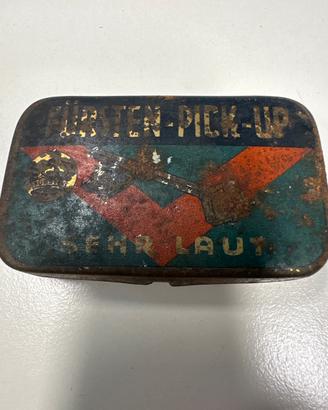 FÜRSTEN-PICK-UP
SEHR LAUT